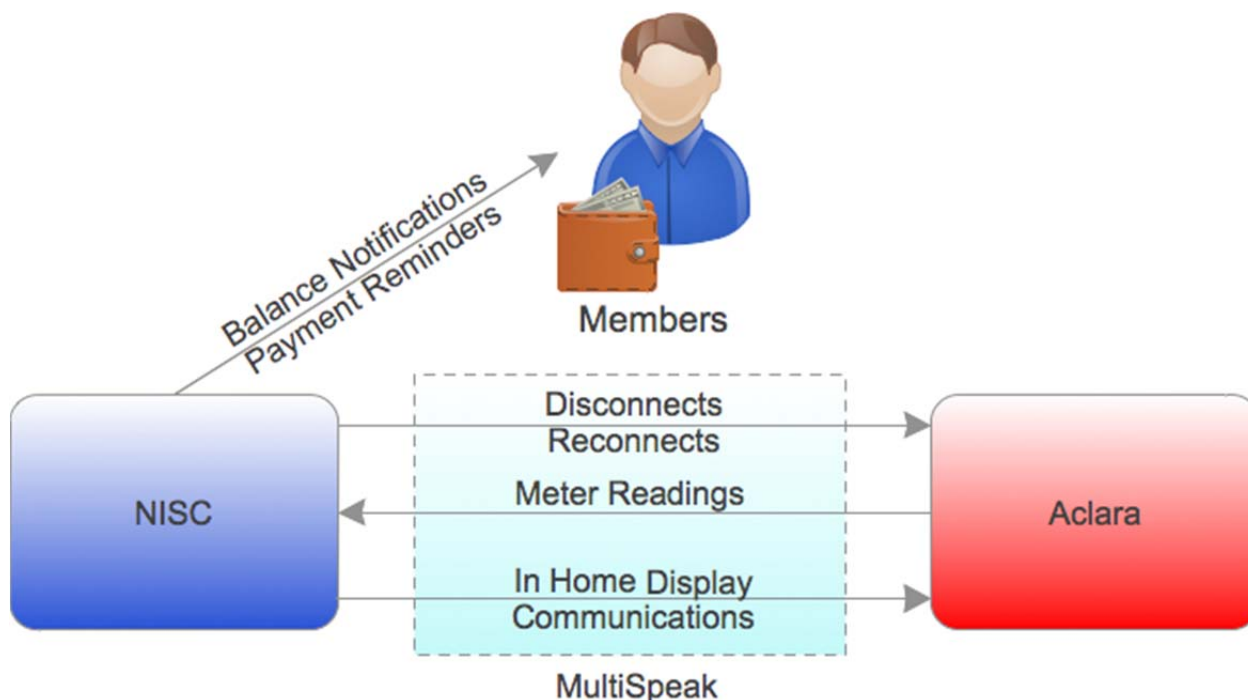 Balance Notifications
Payment Reminders
Members
Disconnects
Reconnects
NISC
Meter Readings
Aclara
In Home Display
Communications
MultiSpeak